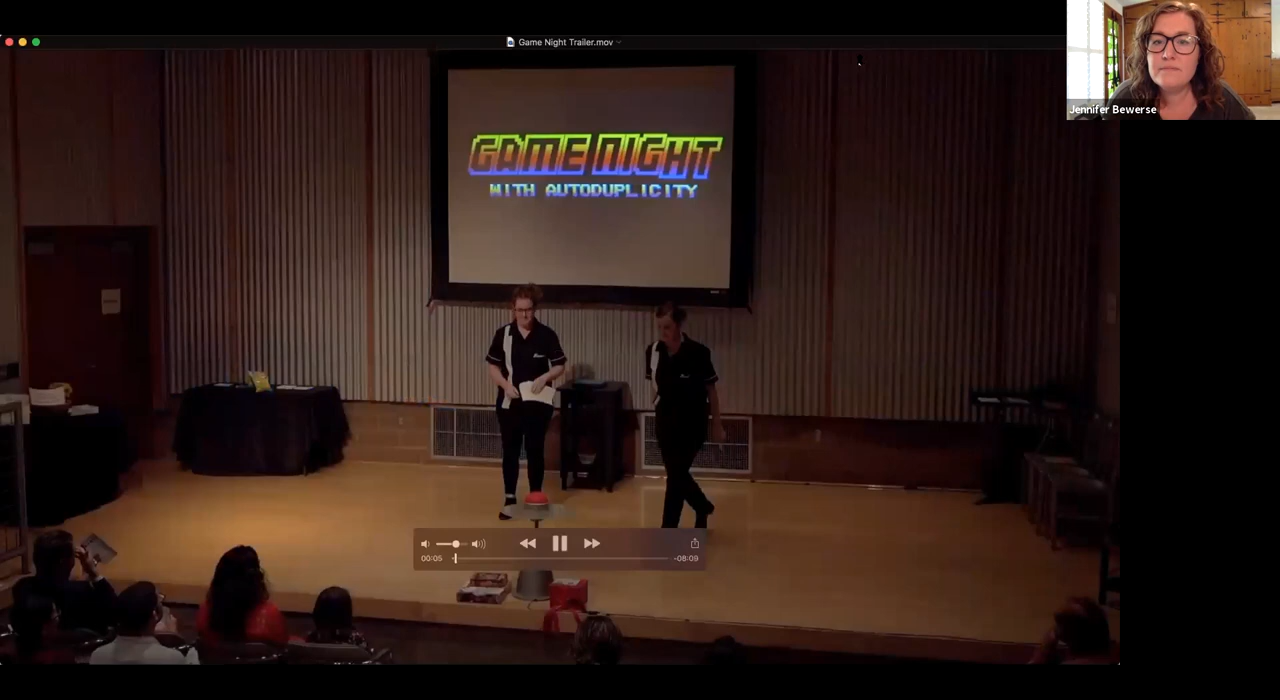 Game Night Trailer.mov
Jennifer Bewerse
GAME NIGHT
WITH AUTODUPLICITY
00:05
-08:09